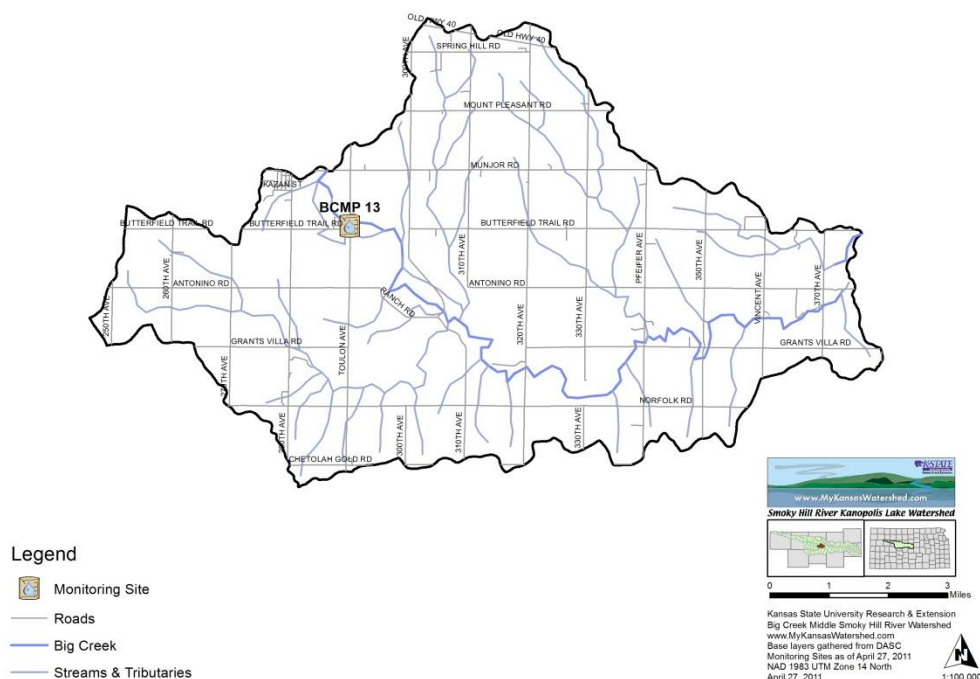 OLD HWY 40
OLD HWY 40
300TH AVE
SPRING HILL RD
MOUNT PLEASANT RD
MUNJOR RD
KAZAN ST
BCMP 13
BUTTERFIELD TRAIL RD
BUTTERFIELD TRAIL RD
BUTTERFIELD TRAIL RD
310TH AVE
PFEIFER AVE
350TH AVE
260TH AVE
ANTONINO RD
ANTONINO RD
370TH AVE
250TH AVE
RANCH RD
VINCENT AVE
320TH AVE
330TH AVE
TOULON AVE
GRANTS VILLA RD
GRANTS VILLA RD
270TH AVE
NORFOLK RD
300TH AVE
310TH AVE
330TH AVE
CHETOLAH GOLD RD
K-STATE
www.MyKansasWatershed.com
Smoky Hill River Kanopolis Lake Watershed
Legend
Monitoring Site
Roads
Big Creek
Streams & Tributaries
0 1 2 3
Miles
Kansas State University Research & Extension
Big Creek Middle Smoky Hill River Watershed
www.MyKansasWatershed.com
Base layers gathered from DASC
Monitoring Sites as of April 27, 2011
NAD 1983 UTM Zone 14 North
April 27, 2011
N
1:100,000